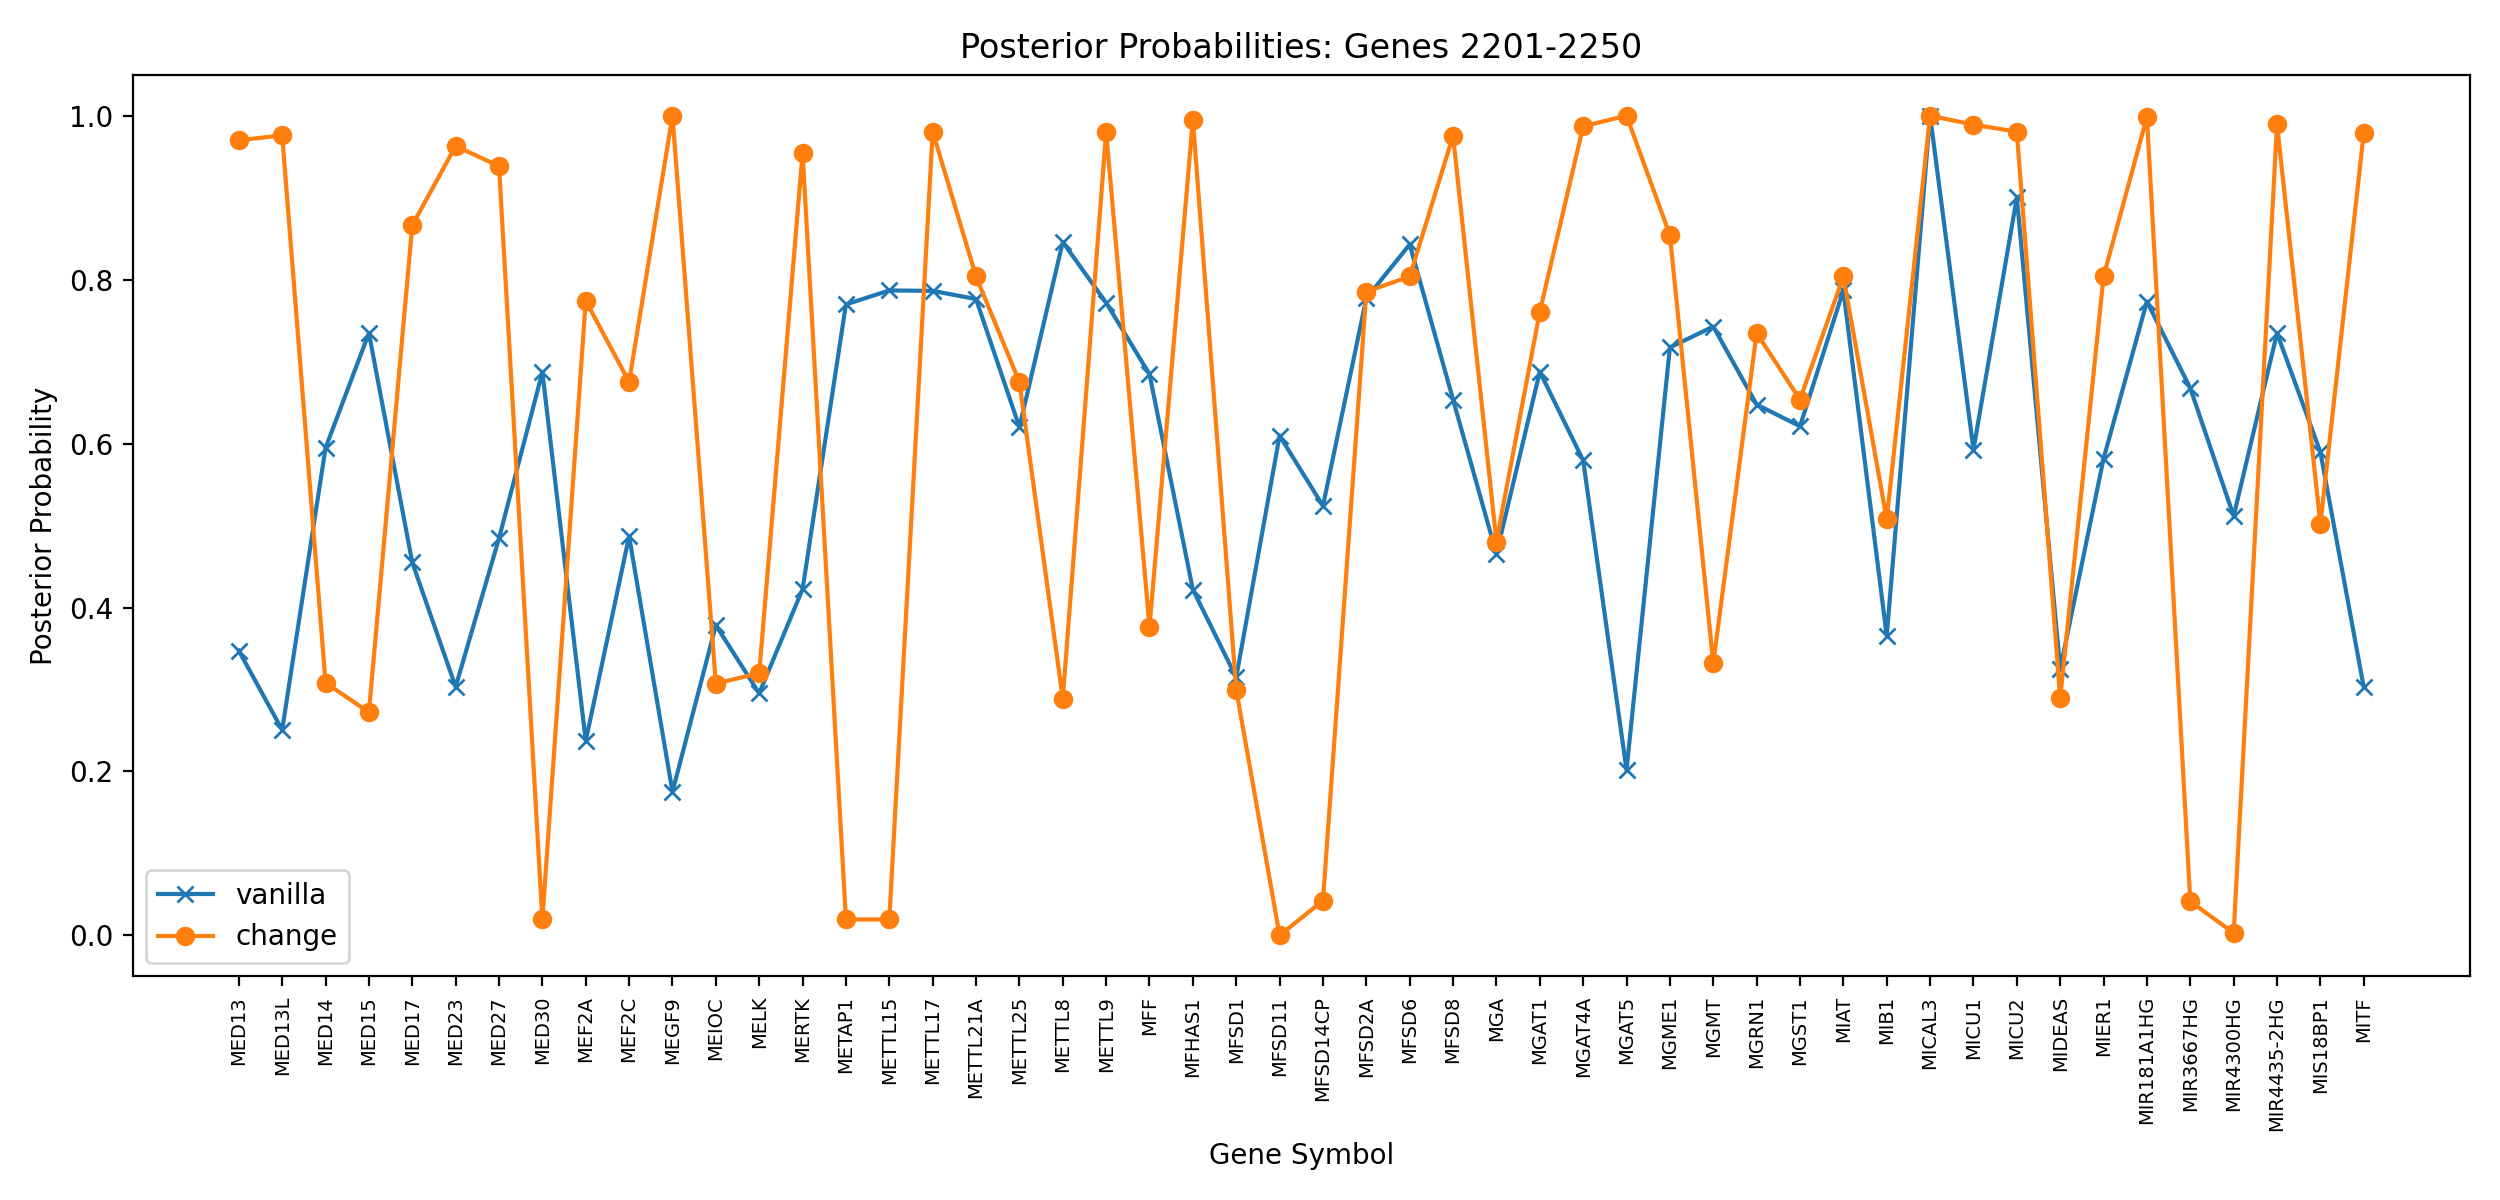 Posterior Probabilities: Genes 2201-2250
Posterior Probability
1.0
0.8
0.6
0.4
0.2
0.0
vanilla
change
MED13
MED13L
MED14
MED15
MED17
MED23
MED27
MED30
MEF2A
MEF2C
MEGF9
MEIOC
MELK
MERTK
METAP1
METTL15
METTL17
METTL21A
METTL25
METTL8
METTL9
MFF
MFHAS1
MFSD1
MFSD11
MFSD14CP
MFSD2A
MFSD6
MFSD8
MGA
MGAT1
MGAT4A
MGAT5
MGME1
MGMT
MGRN1
MGST1
MIAT
MIB1
MICAL3
MICU1
MICU2
MIDEAS
MIER1
MIR181A1HG
MIR3667HG
MIR4300HG
MIR4435-2HG
MIS18BP1
MITF
Gene Symbol